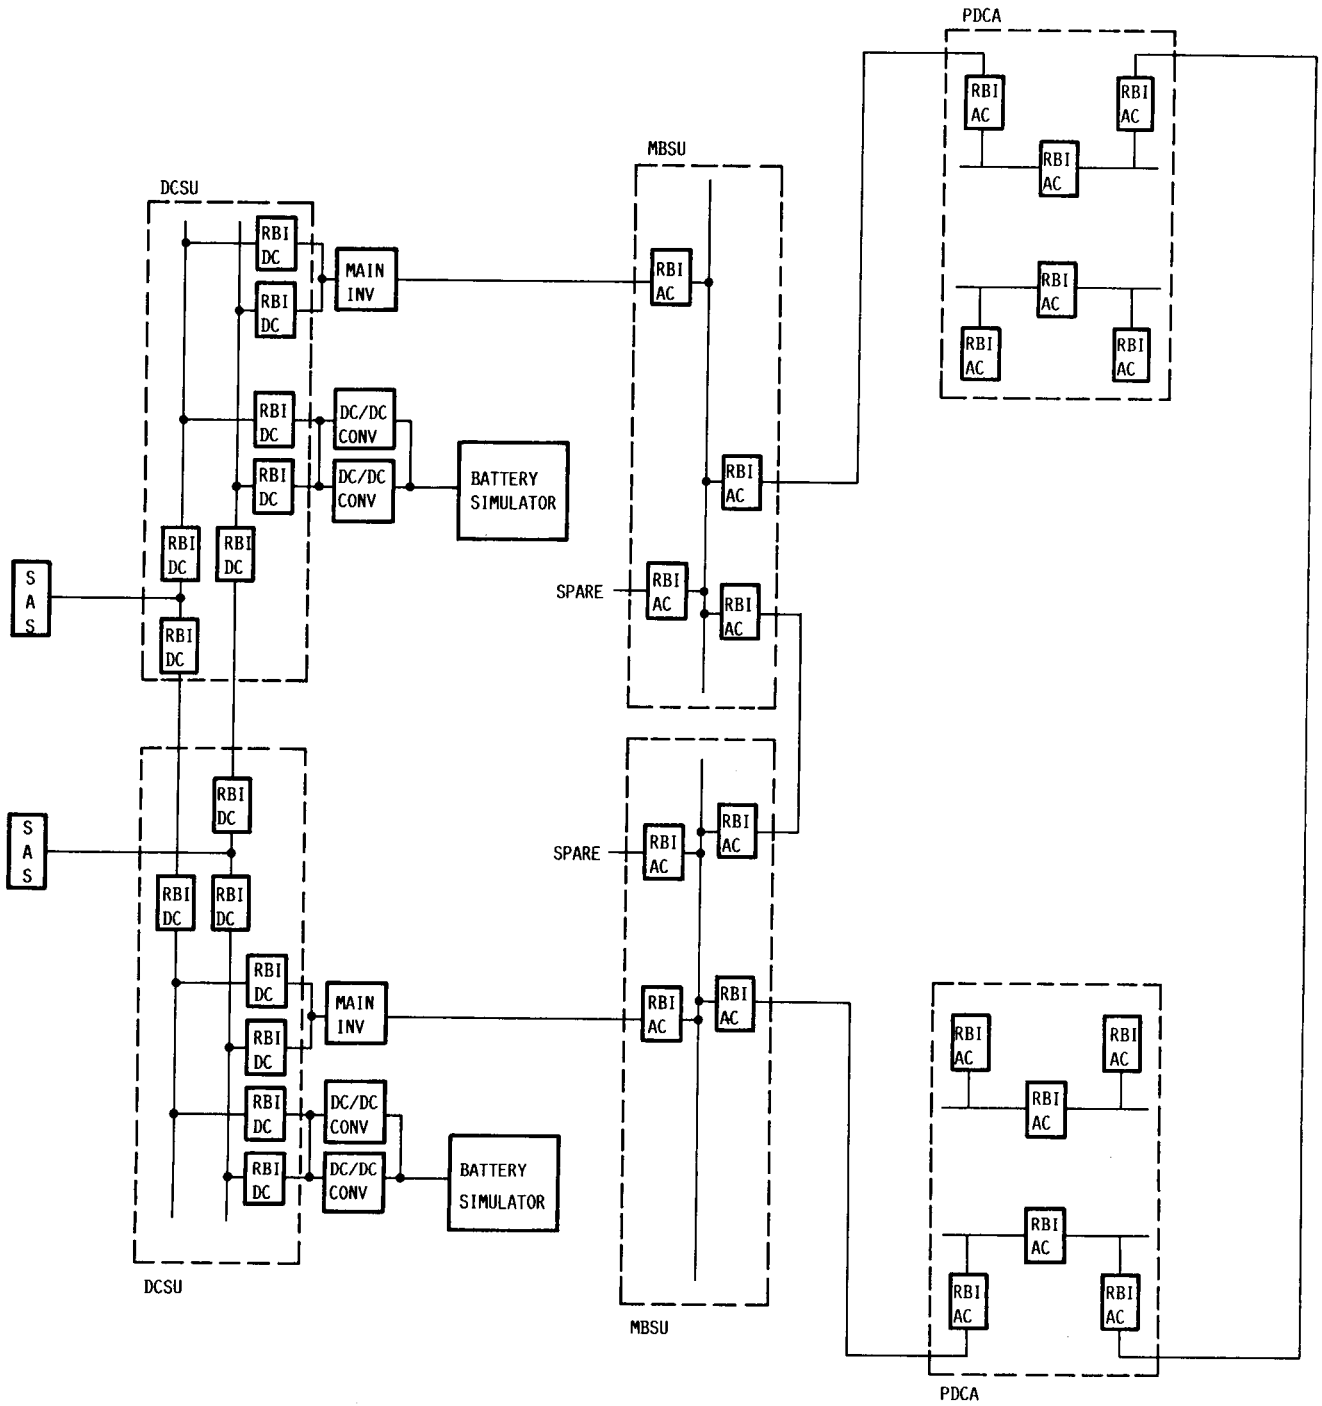 PDCA
RBI
AC
RBI
AC
RBI
AC
RBI
AC
RBI
AC
RBI
AC
MBSU
RBI
AC
RBI
AC
SPARE
RBI
AC
RBI
AC
DCSU
RBI
DC
RBI
DC
MAIN
INV
RBI
DC
RBI
DC
DC/DC
CONV
DC/DC
CONV
BATTERY
SIMULATOR
RBI
DC
RBI
DC
S
A
S
RBI
DC
RBI
DC
S
A
S
RBI
DC
RBI
DC
RBI
DC
RBI
DC
MAIN
INV
RBI
DC
RBI
DC
DC/DC
CONV
DC/DC
CONV
BATTERY
SIMULATOR
DCSU
RBI
AC
SPARE
RBI
AC
RBI
AC
RBI
AC
MBSU
RBI
AC
RBI
AC
RBI
AC
RBI
AC
RBI
AC
RBI
AC
PDCA